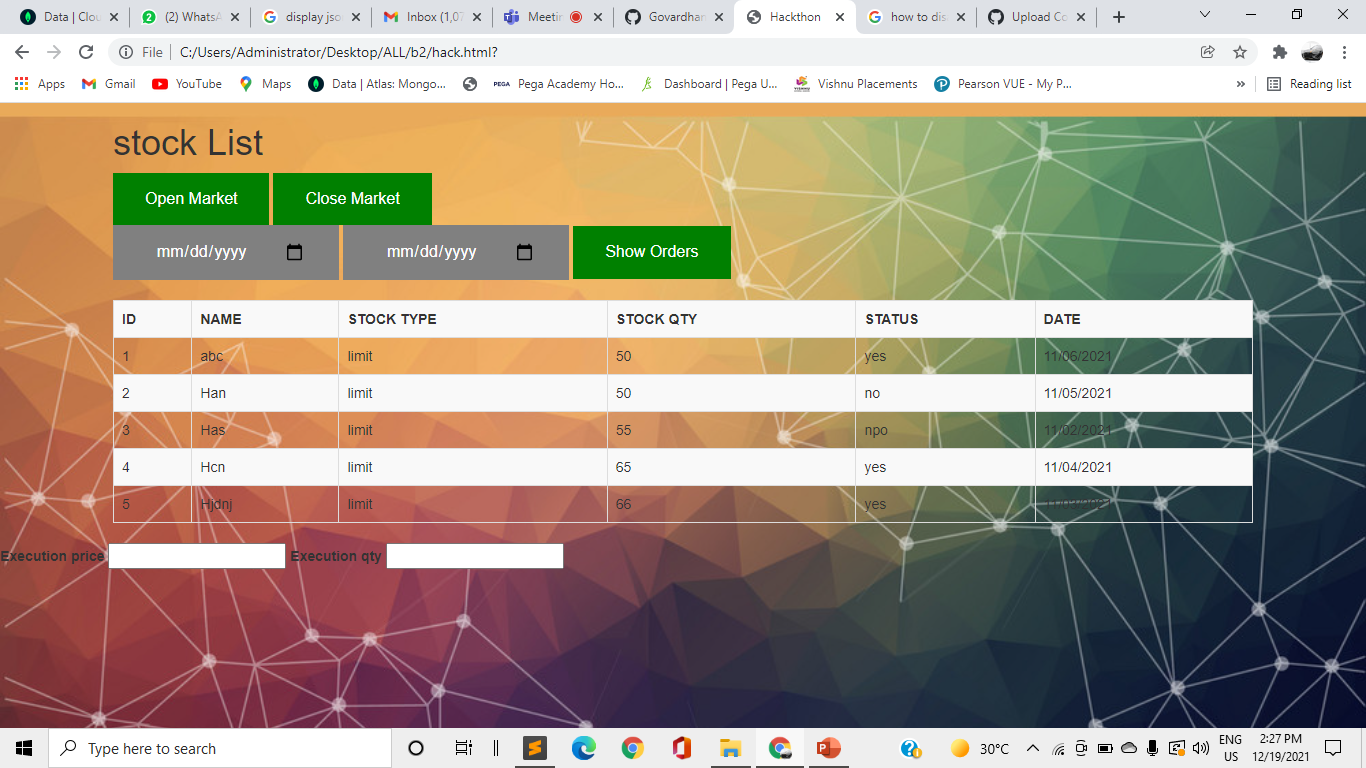 Data | Clou
(2) WhatsA
display jso
Inbox (1,07
Meetin
Govardhan
Hackthon
how to dis
Upload Co
File
C:/Users/Administrator/Desktop/ALL/b2/hack.html?
Apps
Gmail
YouTube
Maps
Data | Atlas: Mongo...
PEGA
Pega Academy Ho...
Dashboard | Pega U...
Vishnu Placements
Pearson VUE - My P...
»
Reading list
stock List
Open Market
Close Market
mm/dd/yyyy
mm/dd/yyyy
Show Orders
ID NAME STOCK TYPE STOCK QTY STATUS DATE
1 abc limit 50 yes 11/06/2021
2 Han limit 50 no 11/05/2021
3 Has limit 55 npo 11/02/2021
4 Hcn limit 65 yes 11/04/2021
5 Hjdnj limit 66 yes 11/03/2021
Execution price
Execution qty
Type here to search
30°C
ENG
US
2:27 PM
12/19/2021